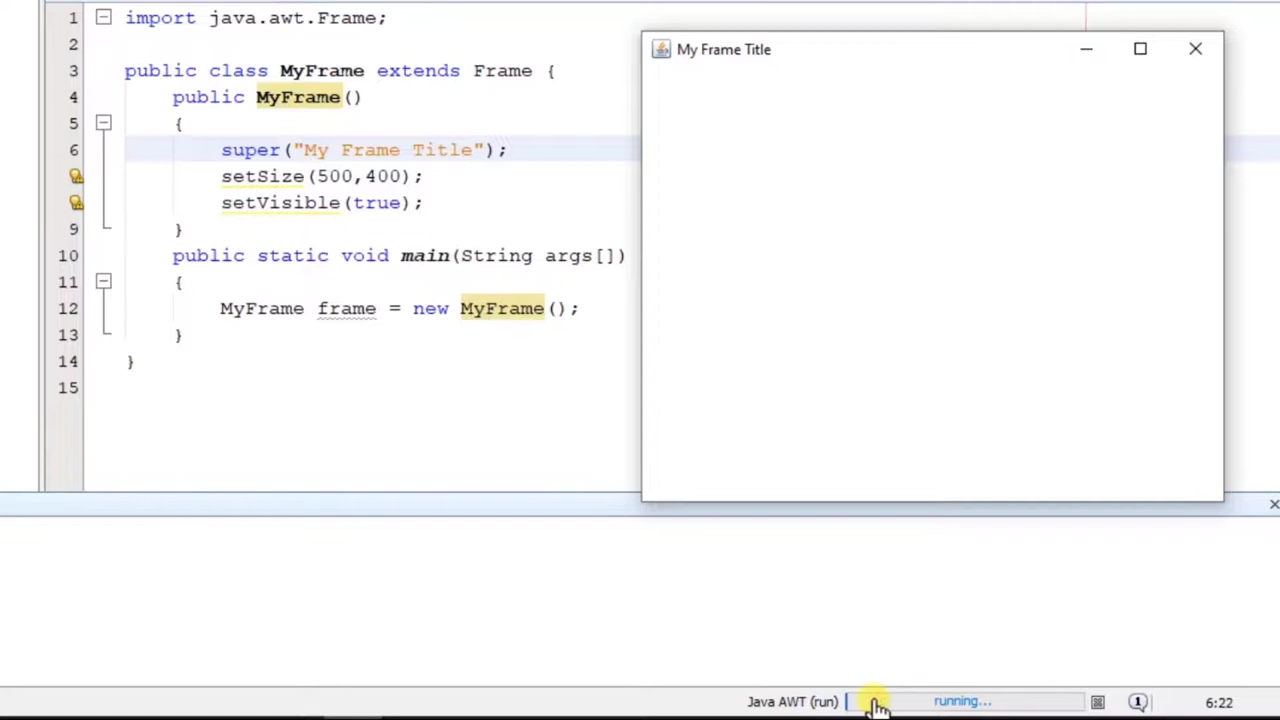 1 import java.awt.Frame;
2
3 public class MyFrame extends Frame {
4 public MyFrame()
5 {
6 super("My Frame Title");
setSize(500,400);
setVisible(true);
9 }
10 public static void main(String args[])
11 {
12 MyFrame frame = new MyFrame();
13 }
14 }
15
My Frame Title
Java AWT (run) running... 1 6:22